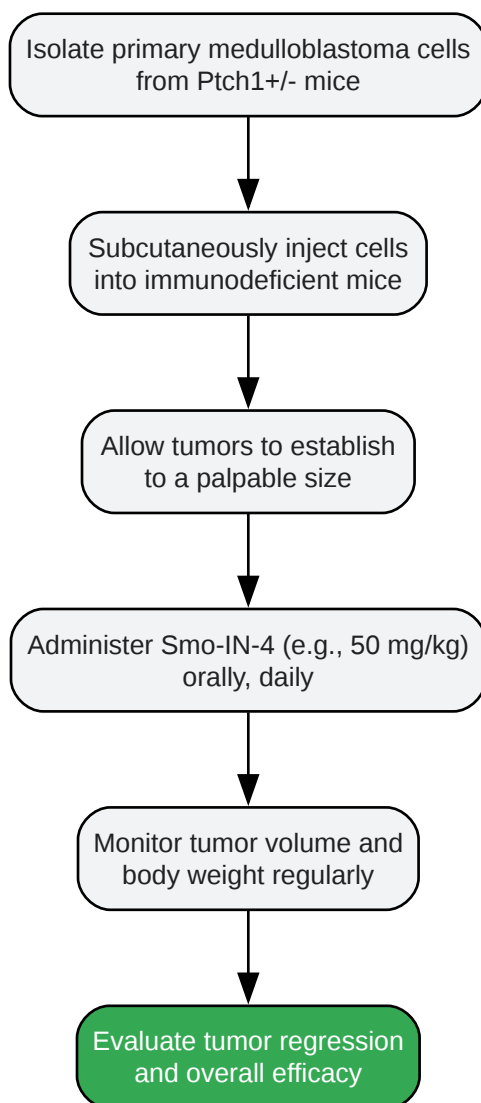 Isolate primary medulloblastoma cells
from Ptch1+/- mice
Subcutaneously inject cells
into immunodeficient mice
Allow tumors to establish
to a palpable size
Administer Smo-IN-4 (e.g., 50 mg/kg)
orally, daily
Monitor tumor volume and
body weight regularly
Evaluate tumor regression
and overall efficacy